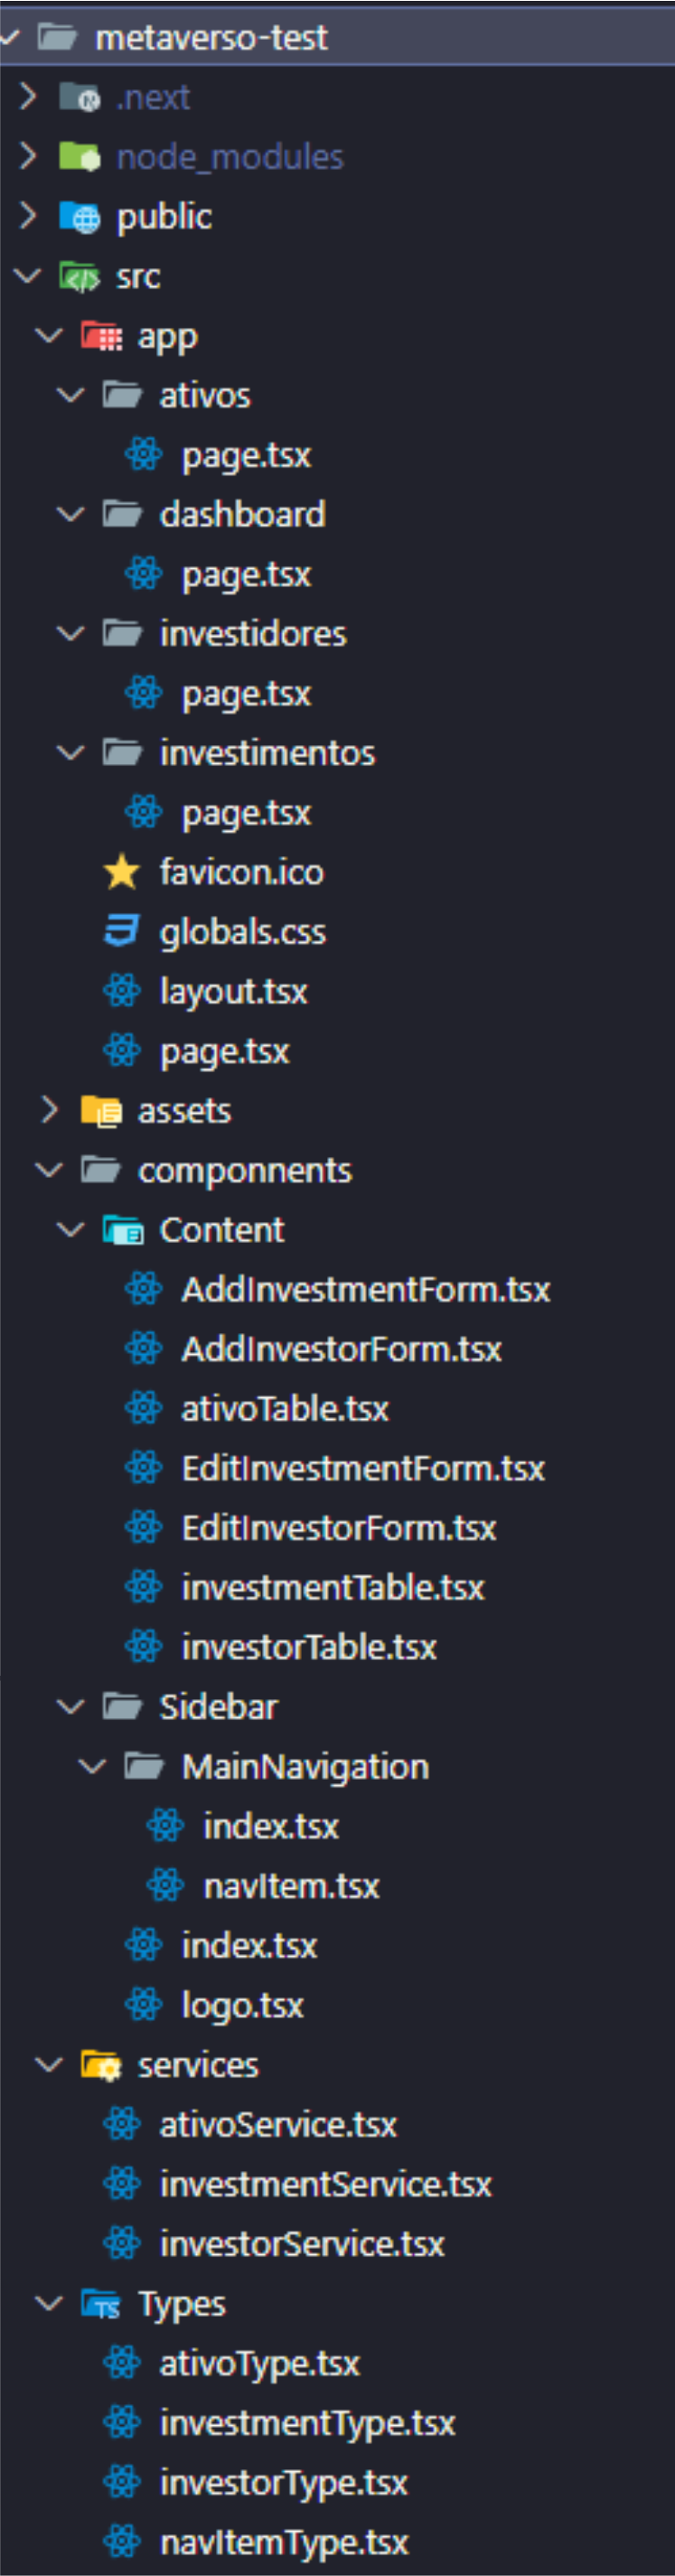 metaverso-test
.next
node_modules
public
src
app
ativos
page.tsx
dashboard
page.tsx
investidores
page.tsx
investimentos
page.tsx
favicon.ico
globals.css
layout.tsx
page.tsx
assets
componnents
Content
AddInvestmentForm.tsx
AddInvestorForm.tsx
ativoTable.tsx
EditInvestmentForm.tsx
EditInvestorForm.tsx
investmentTable.tsx
investorTable.tsx
Sidebar
MainNavigation
index.tsx
navItem.tsx
index.tsx
logo.tsx
services
ativoService.tsx
investmentService.tsx
investorService.tsx
TS Types
ativoType.tsx
investmentType.tsx
investorType.tsx
navItemType.tsx